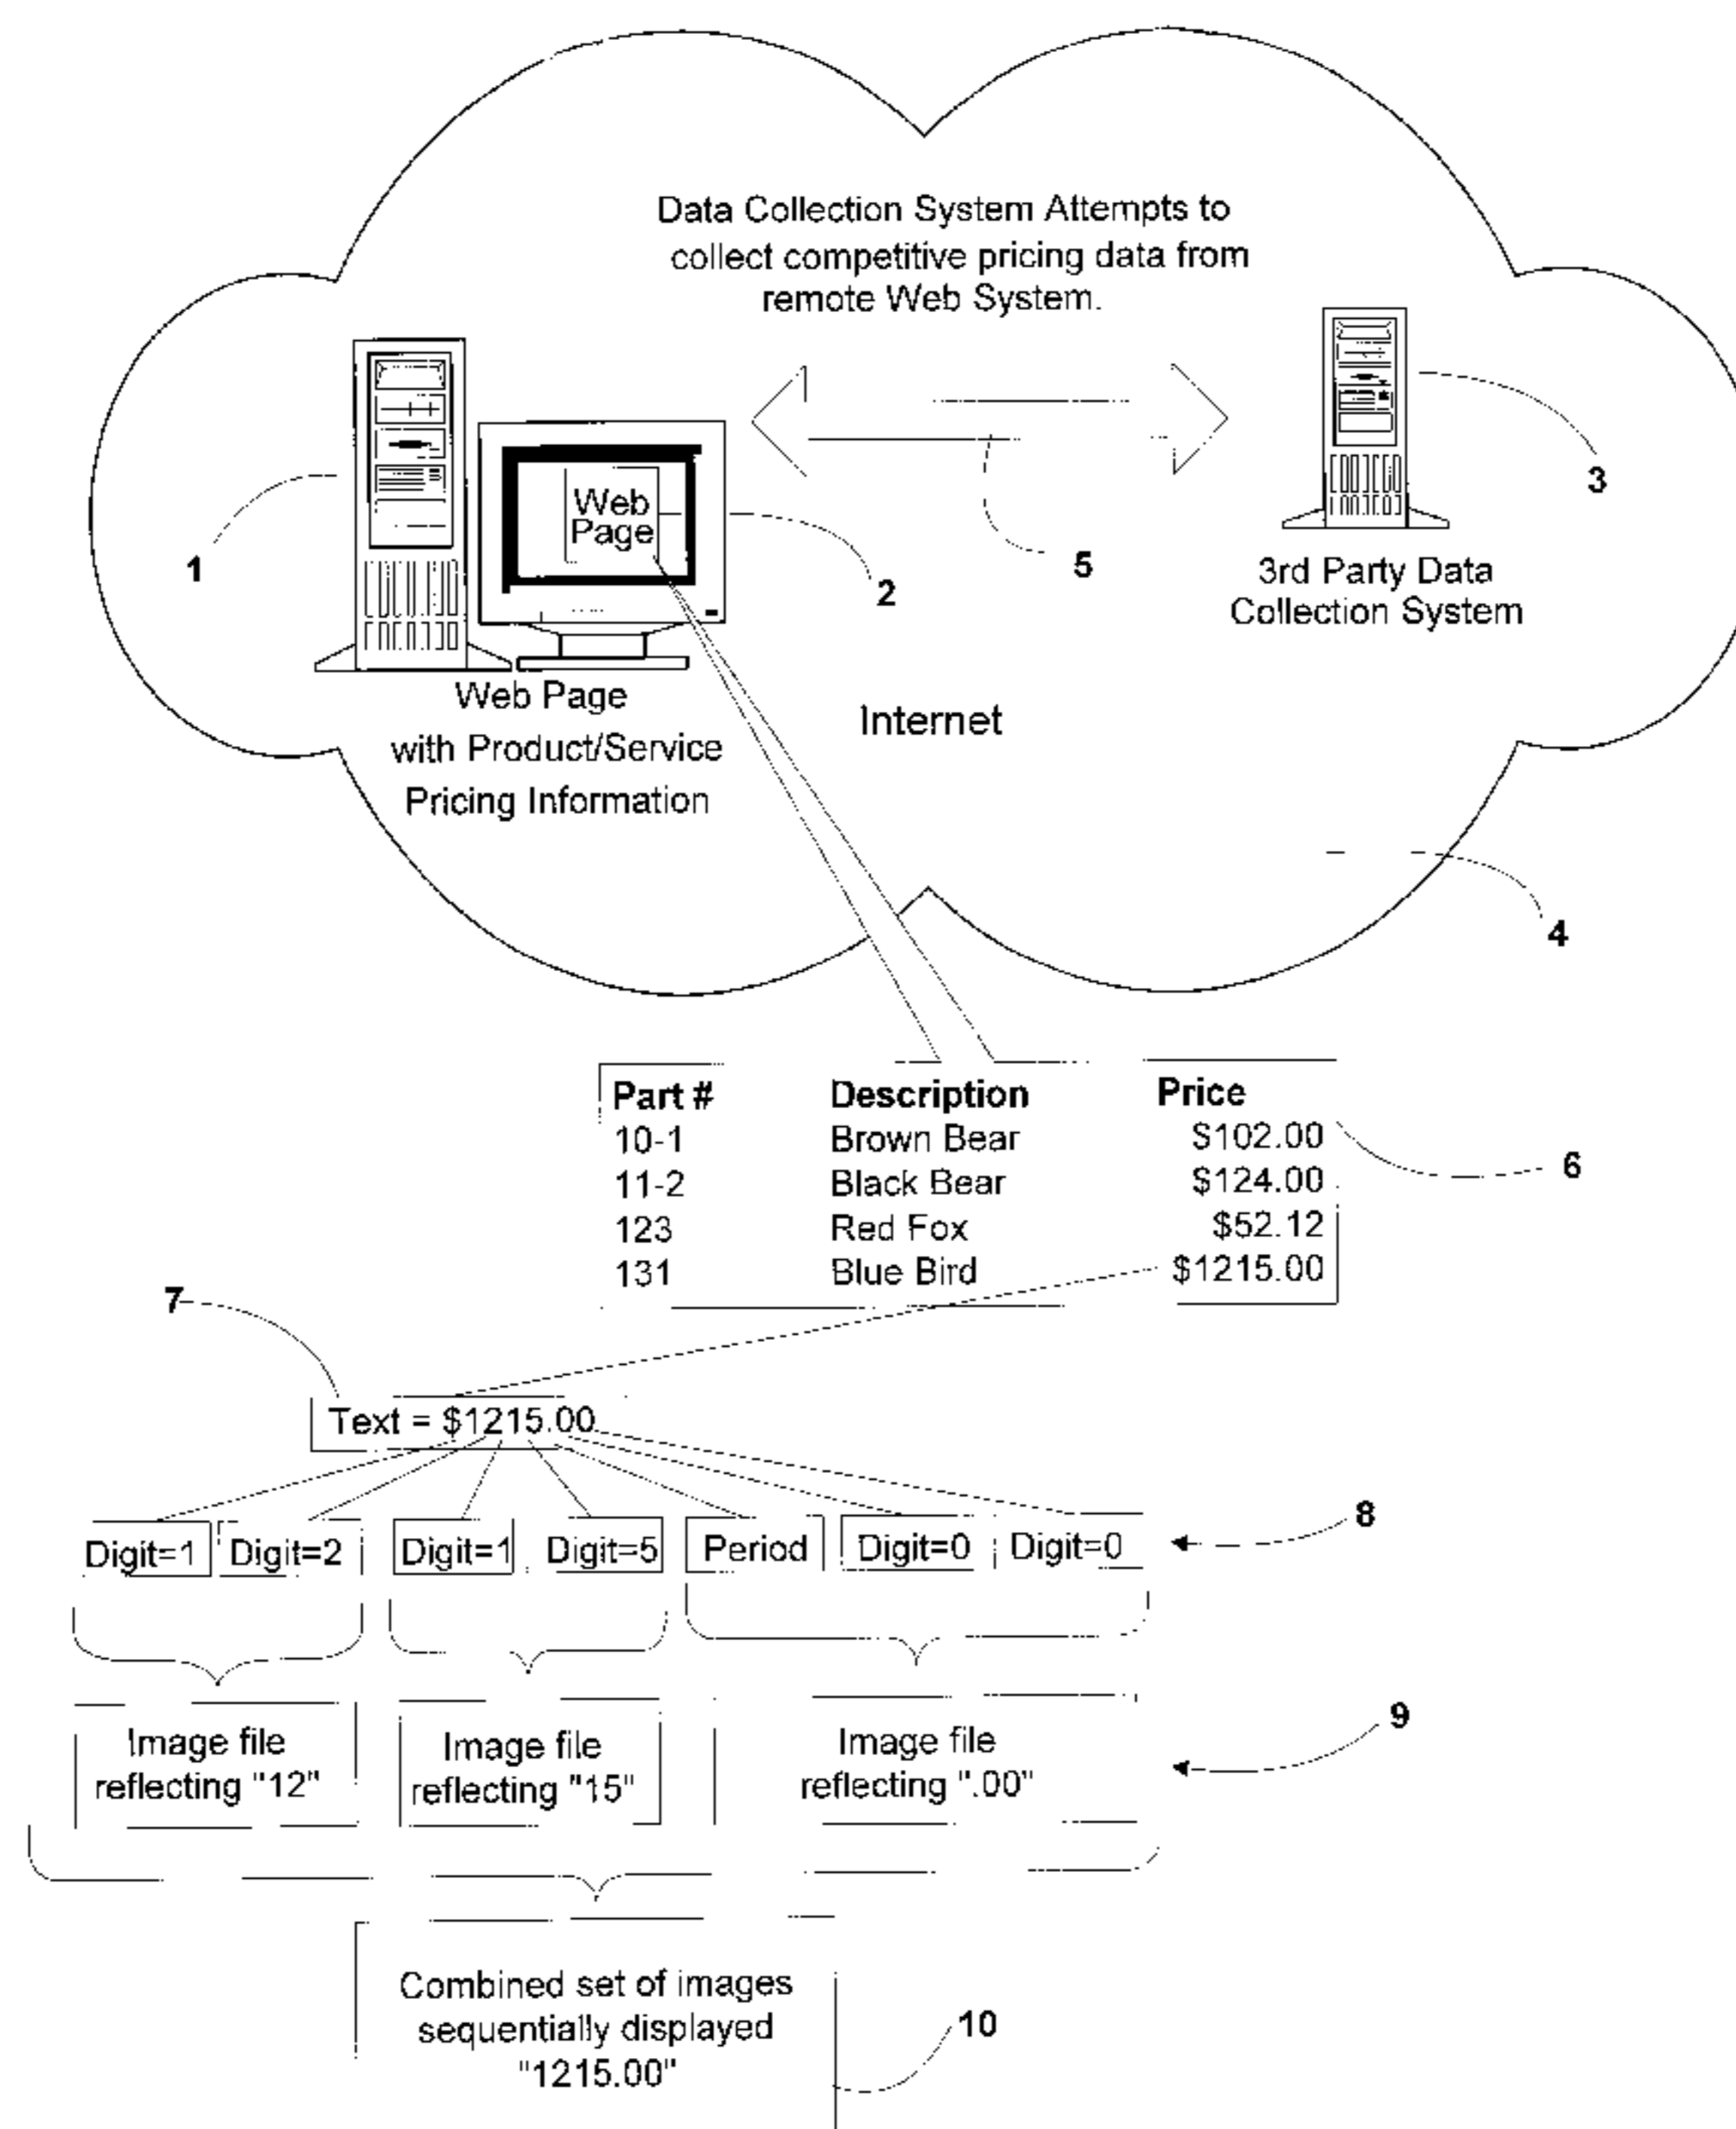 Data Collection System Attempts to
collect competitive pricing data from
remote Web System.
Web
Page
1
2
5
3
3rd Party Data
Collection System
Web Page
with Product/Service
Pricing Information
Internet
4
Part # Description Price
10-1 Brown Bear $102.00
11-2 Black Bear $124.00
123 Red Fox $52.12
131 Blue Bird $1215.00
6
7
Text = $1215.00
Digit=1 Digit=2 Digit=1 Digit=5 Period Digit=0 Digit=0
8
Image file
reflecting "12"
Image file
reflecting "15"
Image file
reflecting ".00"
9
Combined set of images
sequentially displayed
"1215.00"
10